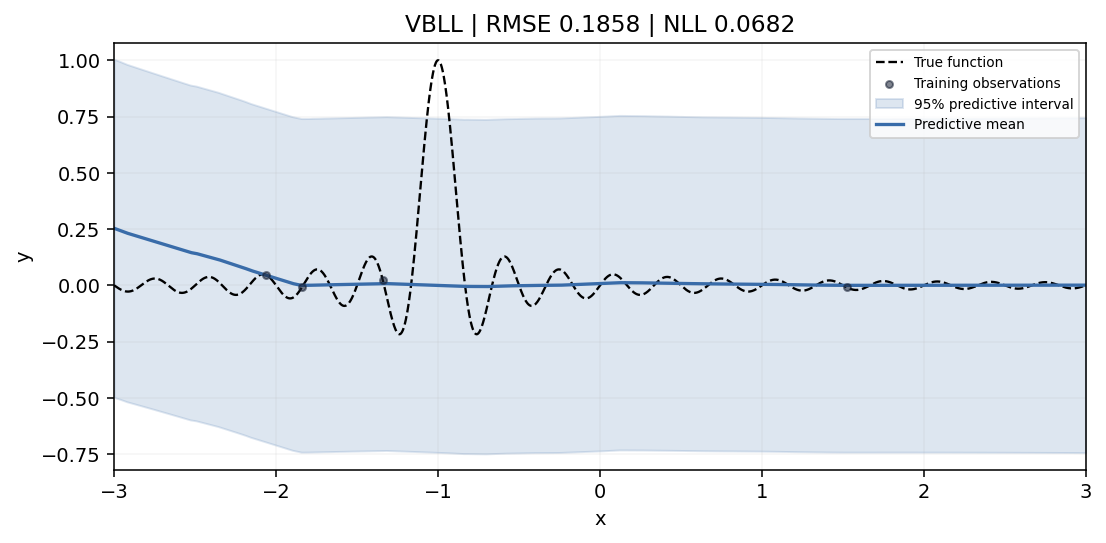 VBLL | RMSE 0.1858 | NLL 0.0682
True function
Training observations
95% predictive interval
Predictive mean
y
1.00
0.75
0.50
0.25
0.00
−0.25
−0.50
−0.75
−3 −2 −1 0 1 2 3
x